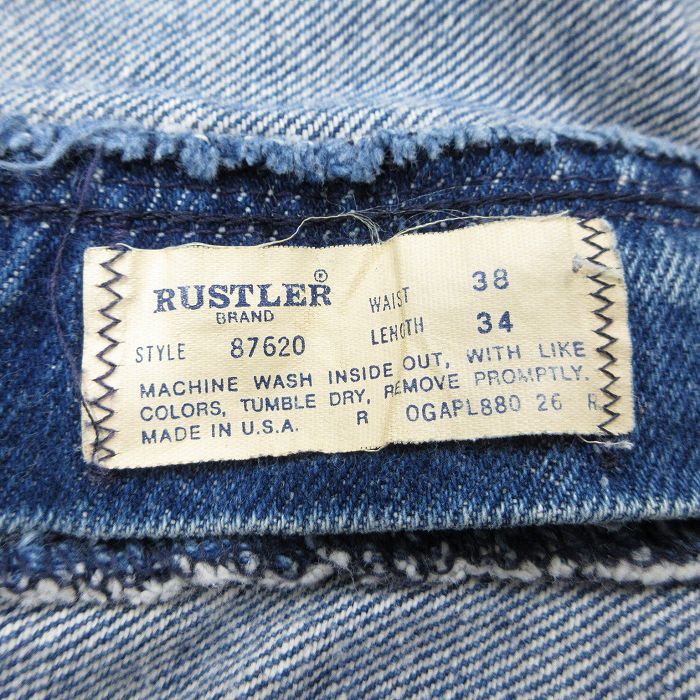 RUSTLER®
BRAND
WAIST 38
LENGTH 34
STYLE 87620
MACHINE WASH INSIDE OUT, WITH LIKE
COLORS, TUMBLE DRY, REMOVE PROMPTLY.
MADE IN U.S.A. R OGAPL880 26 R